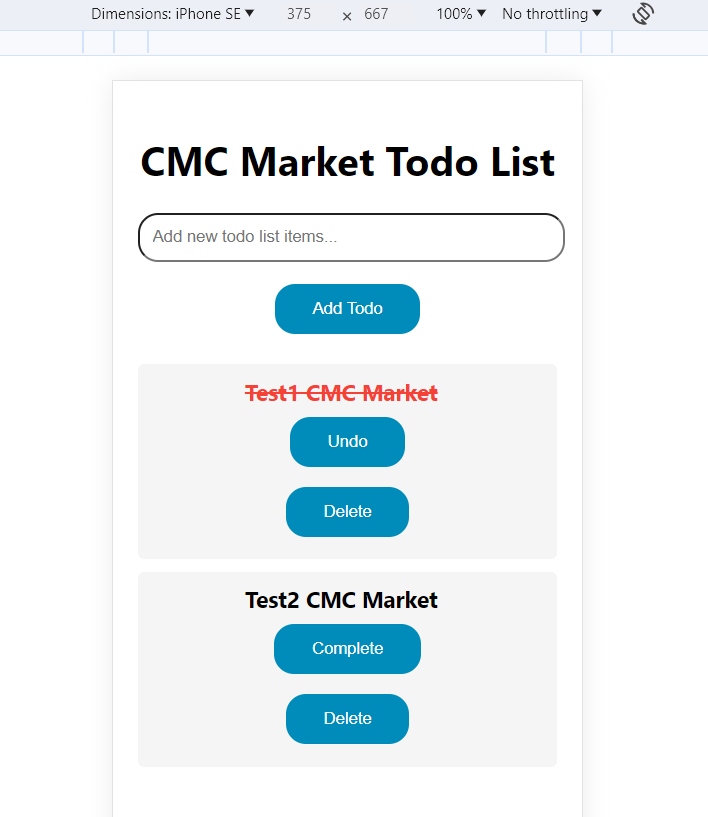 Dimensions: iPhone SE ▼ 375 × 667 100% ▼ No throttling ▼
CMC Market Todo List
Add new todo list items...
Add Todo
Test1 CMC Market
Undo
Delete
Test2 CMC Market
Complete
Delete